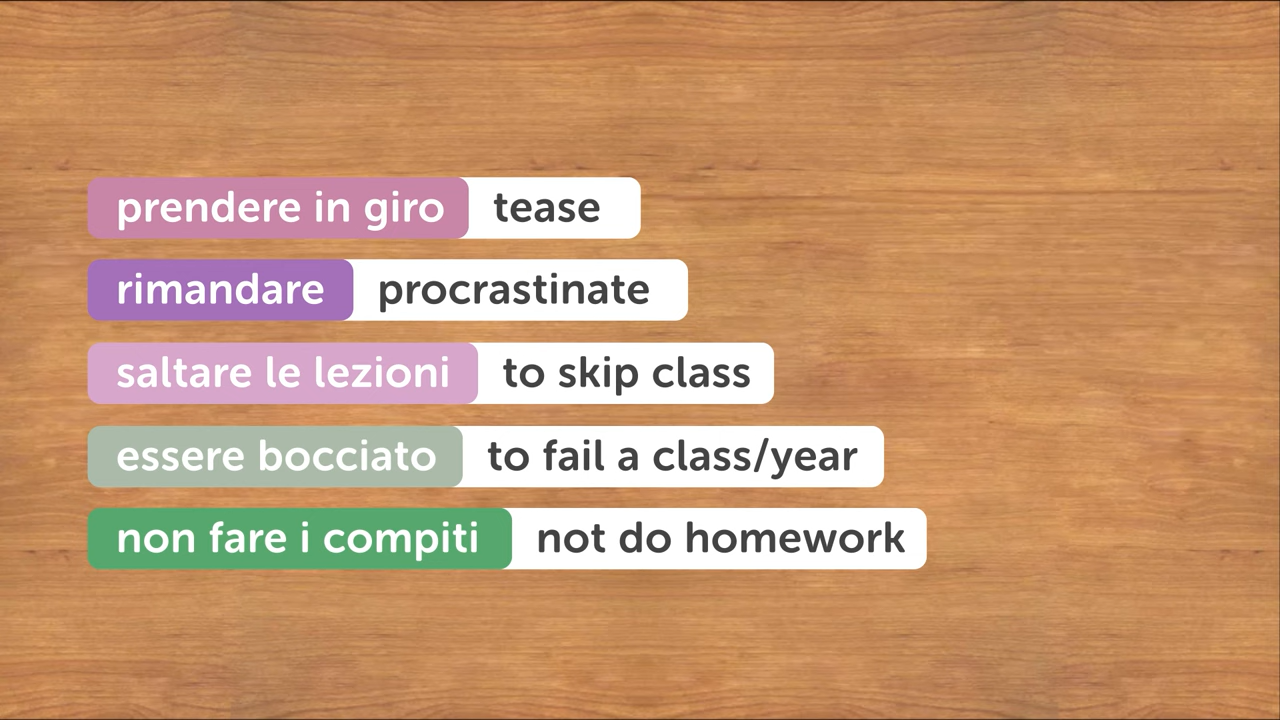 prendere in giro tease
rimandare procrastinate
saltare le lezioni to skip class
essere bocciato to fail a class/year
non fare i compiti not do homework